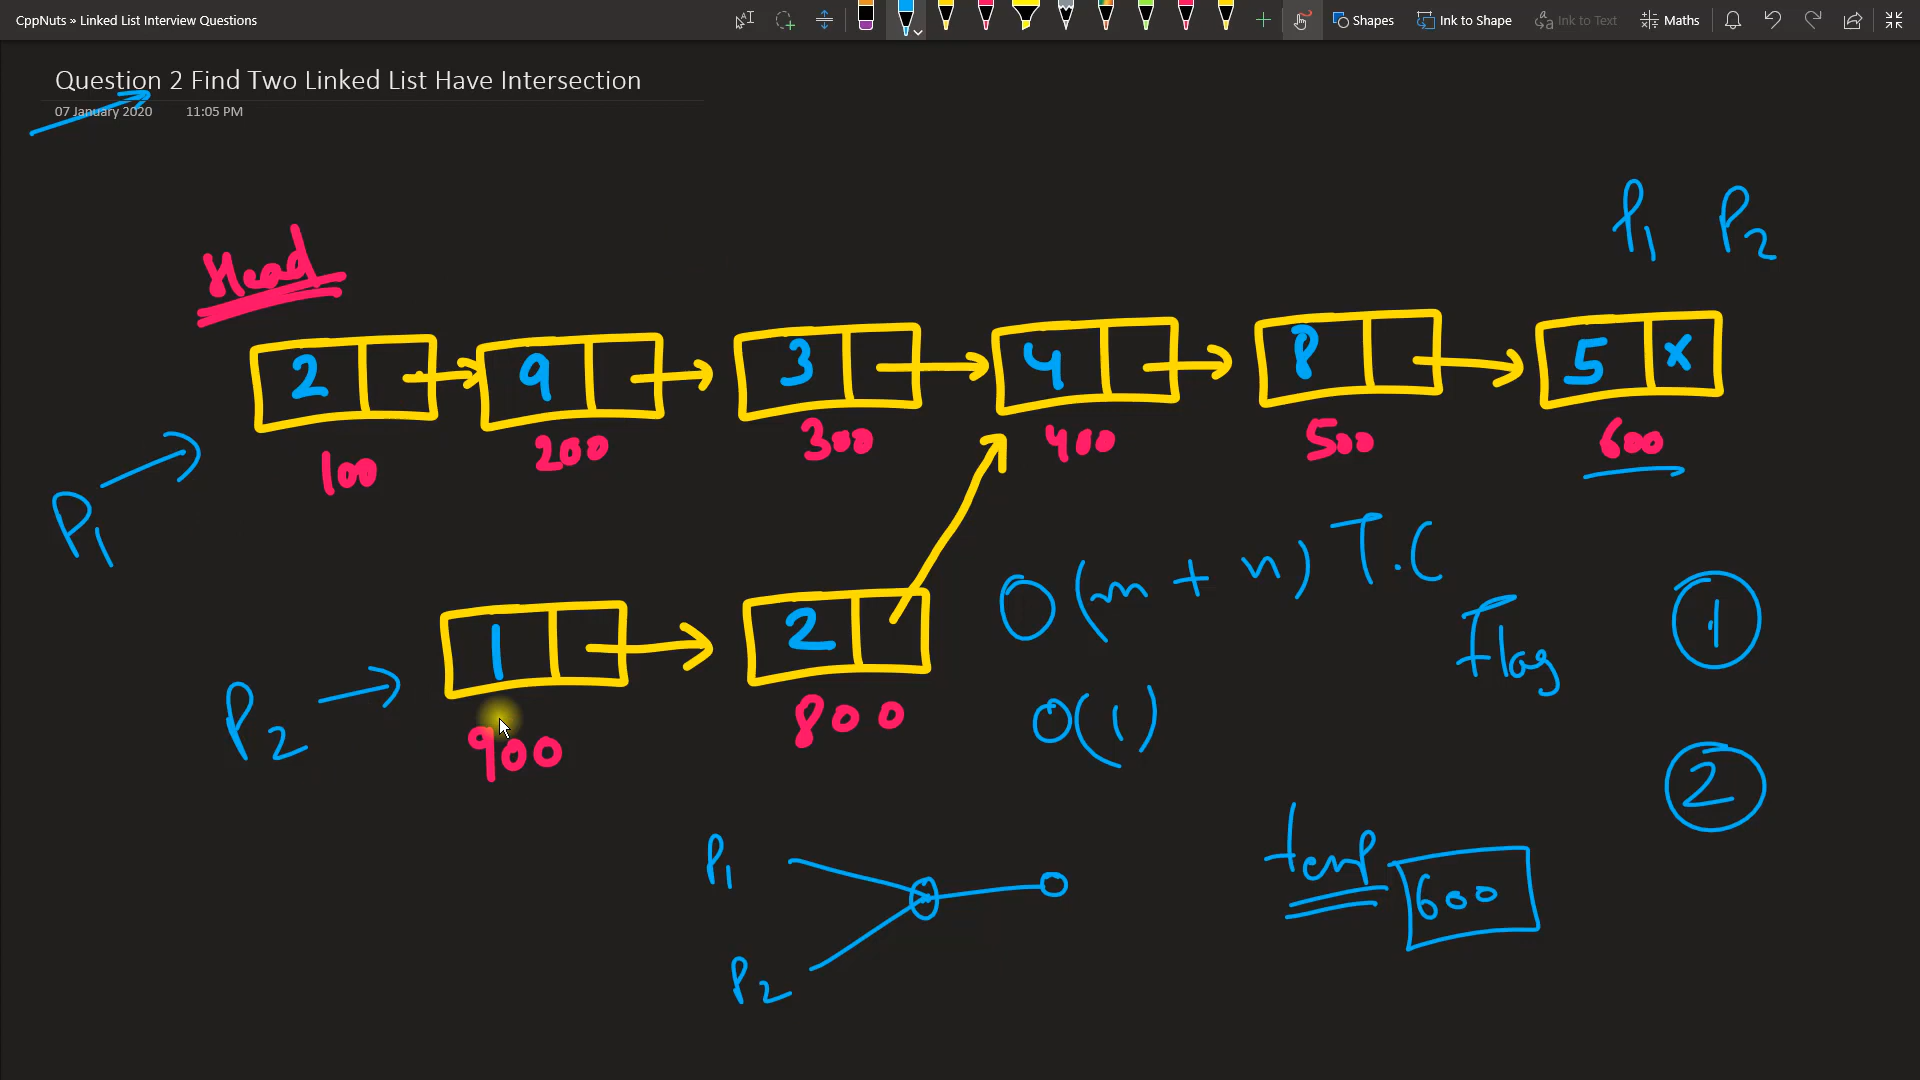 CppNuts » Linked List Interview Questions
Shapes Ink to Shape Ink to Text Maths
Question 2 Find Two Linked List Have Intersection
07 January 2020 11:05 PM
P1 P2
Head
2 9 3 4 8 5 x
100 200 300 400 500 600
P1
O(m + n) T.C
1
Flag
1 2
P2
900 800
O(1)
2
P1
temp 600
P2